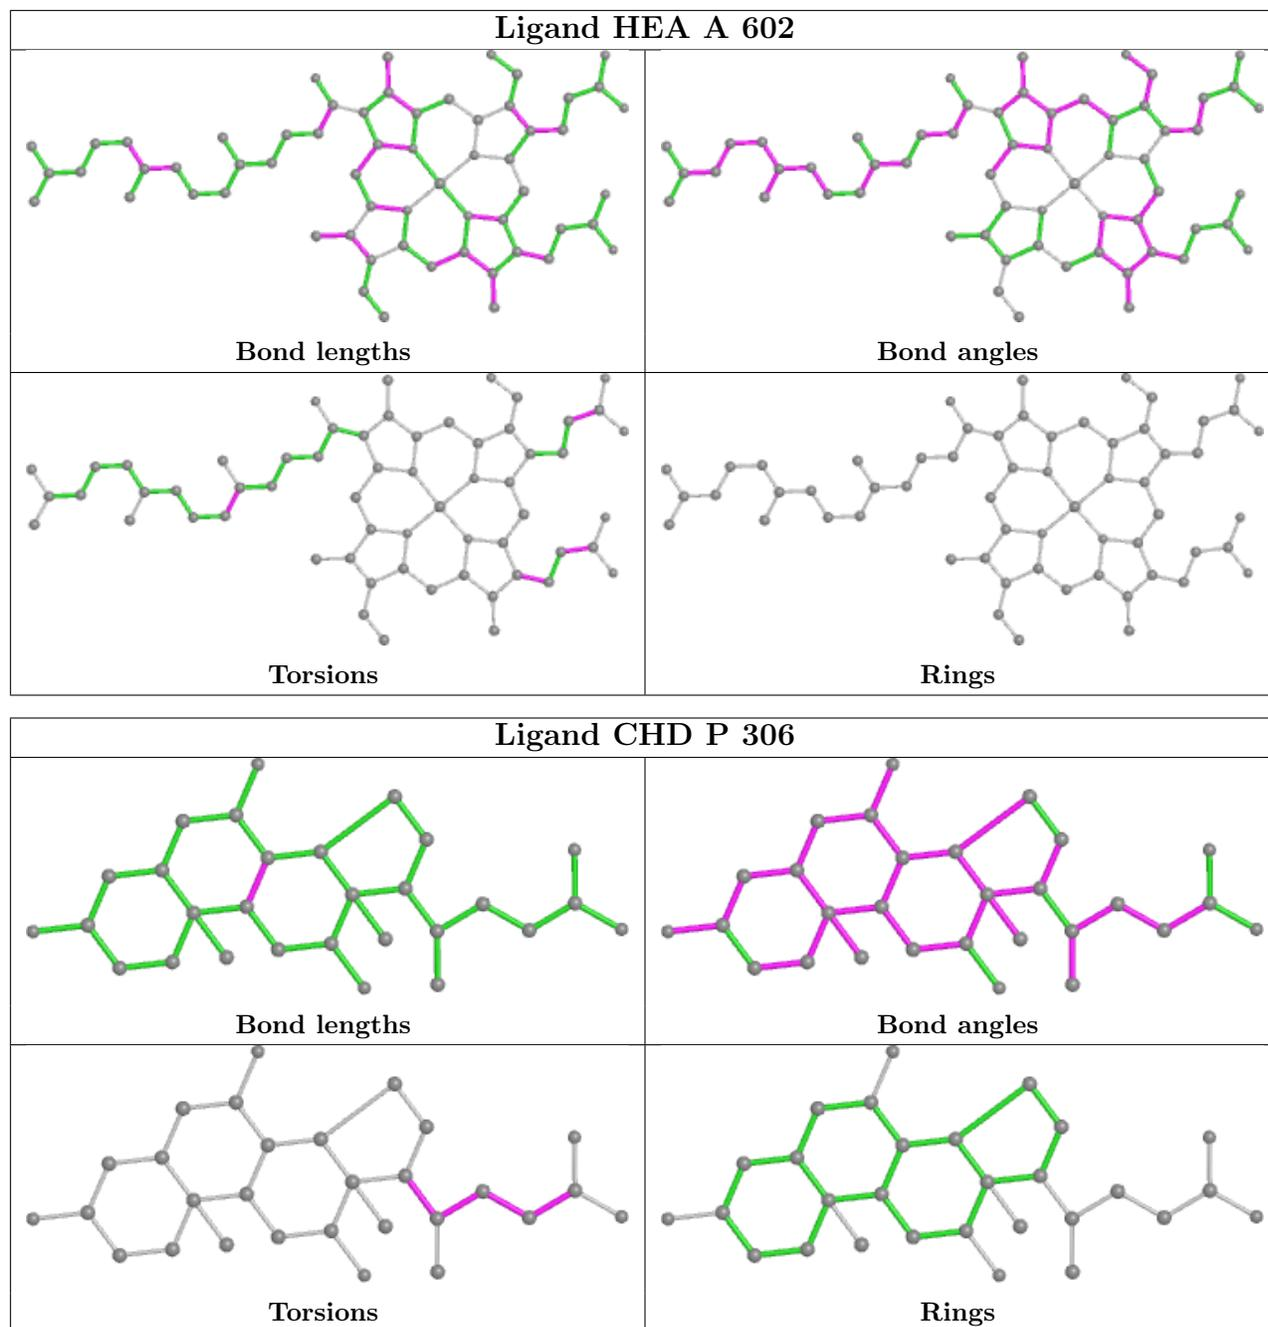 Ligand HEA A 602
Bond lengths
Bond angles
Torsions
Rings
Ligand CHD P 306
Bond lengths
Bond angles
Torsions
Rings